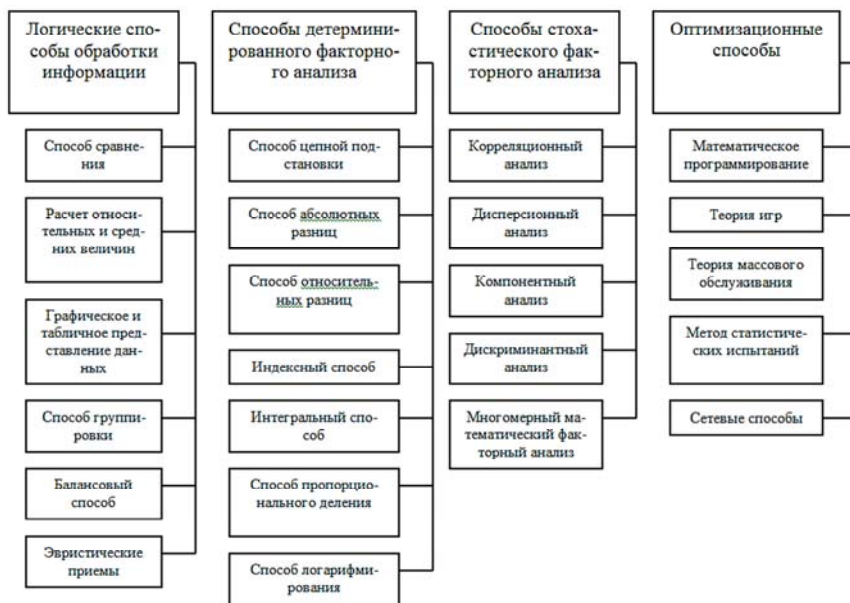 Логические спо-
собы обработки
информации
Способ сравне-
ния
Расчет относи-
тельных и сред-
них величин
Графическое и
табличное пред-
ставление дан-
ных
Способ группи-
ровки
Балансовый
способ
Эвристические
приемы
Способы детермини-
рованного факторно-
го анализа
Способ цепной под-
становки
Способ абсолютных
разниц
Способ относитель-
ных разниц
Индексный способ
Интегральный спо-
соб
Способ пропорцио-
нального деления
Способ логарифми-
рования
Способы стоха-
стического фак-
торного анализа
Корреляционный
анализ
Дисперсионный
анализ
Компонентный
анализ
Дискриминантный
анализ
Многомерный ма-
тематический фак-
торный анализ
Оптимизационные
способы
Математическое
программирование
Теория игр
Теория массового
обслуживания
Метод статистиче-
ских испытаний
Сетевые способы